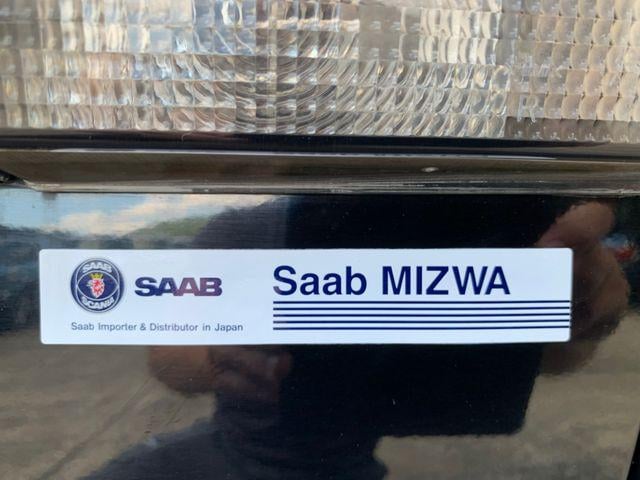 SAAB
SCANIA
SAAB
Saab Importer & Distributor in Japan
Saab MIZWA